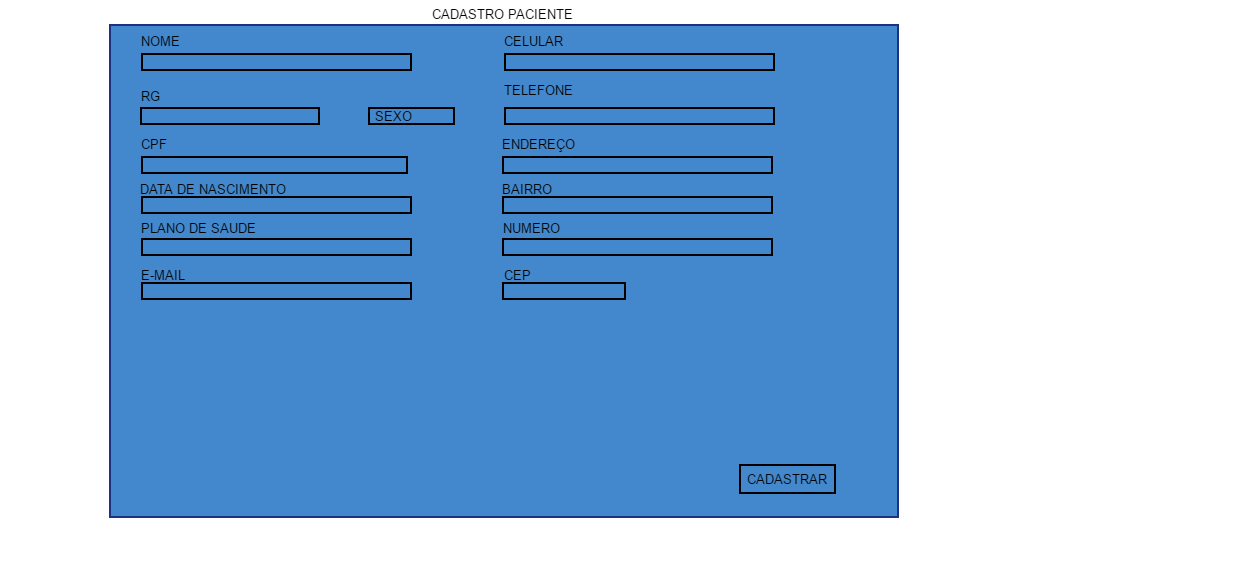 CADASTRO PACIENTE
NOME
CELULAR
RG
TELEFONE
SEXO
CPF
ENDEREÇO
DATA DE NASCIMENTO
BAIRRO
PLANO DE SAUDE
NUMERO
E-MAIL
CEP
CADASTRAR